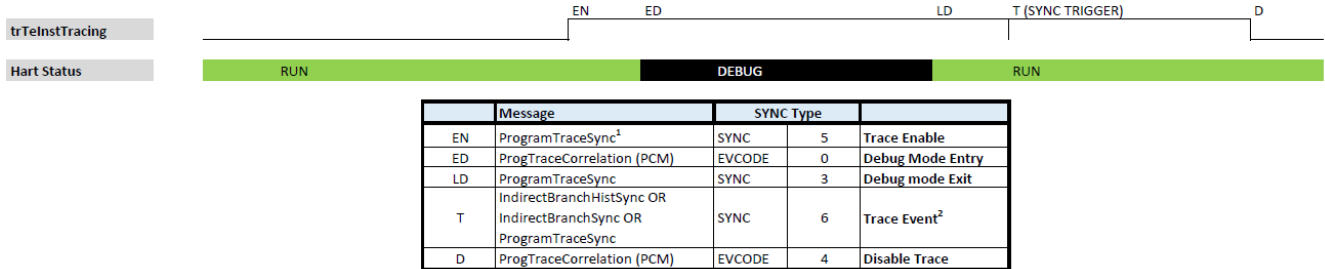 EN ED LD T (SYNC TRIGGER) D
trTeInstTracing
Hart Status RUN DEBUG RUN
Message SYNC Type
EN ProgramTraceSync¹ SYNC 5 Trace Enable
ED ProgTraceCorrelation (PCM) EVCODE 0 Debug Mode Entry
LD ProgramTraceSync SYNC 3 Debug mode Exit
IndirectBranchHistSync OR
T IndirectBranchSync OR SYNC 6 Trace Event²
ProgramTraceSync
D ProgTraceCorrelation (PCM) EVCODE 4 Disable Trace